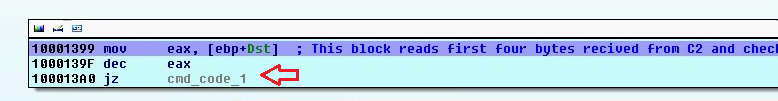 10001399 mov eax, [ebp+Dst] ; This block reads first four bytes recived from C2 and chec
1000139F dec eax
100013A0 jz cmd_code_1